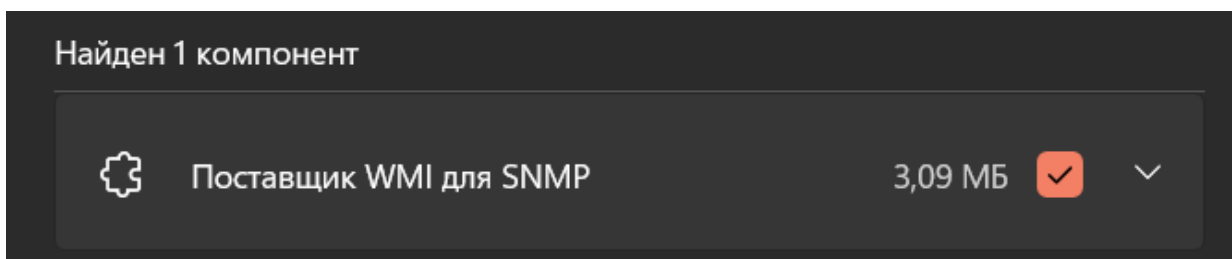 Найден 1 компонент
Поставщик WMI для SNMP 3,09 МБ